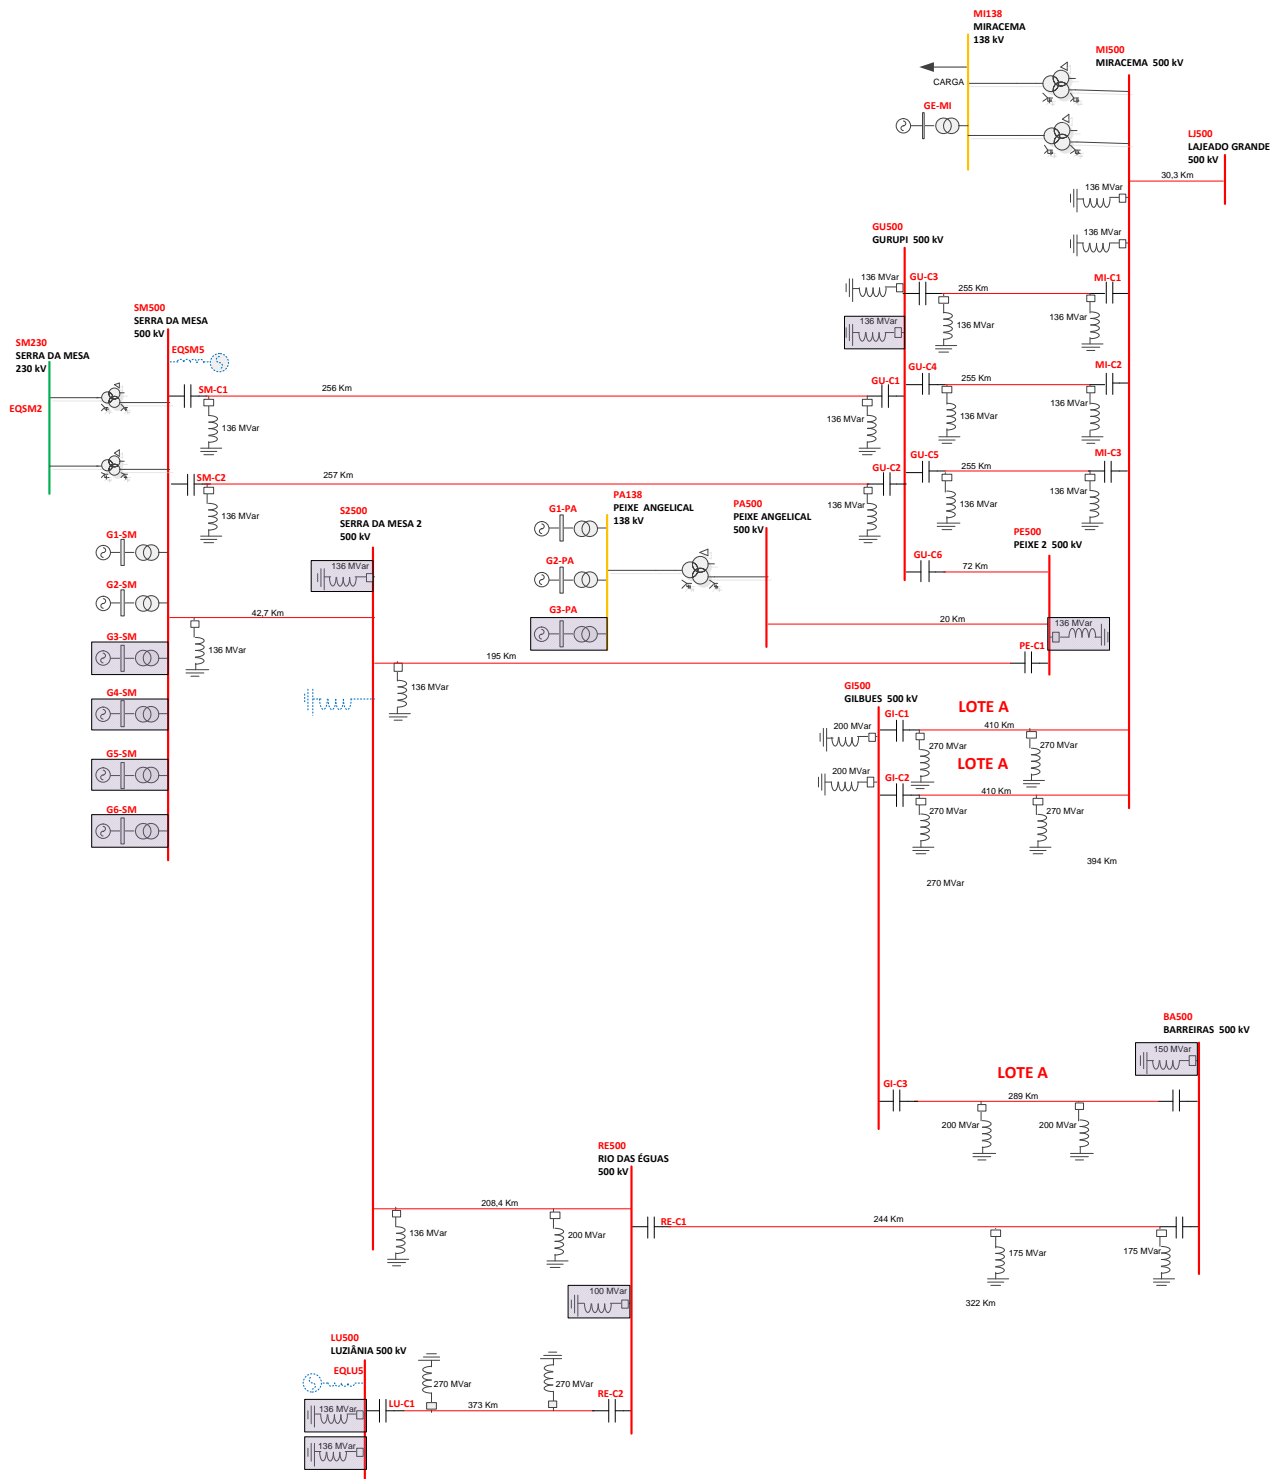 MI138
MIRACEMA
138 kV
MI500
MIRACEMA  500 kV
CARGA
GE-MI
LJ500
LAJEADO GRANDE
500 kV
30,3 Km
136 MVar
136 MVar
GU500
GURUPI  500 kV
136 MVar
GU-C3
255 Km
MI-C1
136 MVar
136 MVar
136 MVar
SM500
SERRA DA MESA
500 kV
SM230
SERRA DA MESA
230 kV
EQSM5
EQSM2
SM-C1
256 Km
GU-C1
GU-C4
255 Km
MI-C2
136 MVar
136 MVar
136 MVar
136 MVar
SM-C2
257 Km
GU-C2
GU-C5
255 Km
MI-C3
136 MVar
136 MVar
136 MVar
136 MVar
S2500
SERRA DA MESA 2
500 kV
G1-PA
PA138
PEIXE  ANGELICAL
138 kV
PA500
PEIXE ANGELICAL
500 kV
PE500
PEIXE 2  500 kV
G1-SM
136 MVar
G2-PA
GU-C6
72 Km
G2-SM
42,7 Km
G3-PA
20 Km
136 MVar
G3-SM
136 MVar
195 Km
PE-C1
136 MVar
G4-SM
GI500
GILBUES  500 kV
GI-C1
LOTE A
410 Km
200 MVar
270 MVar
270 MVar
G5-SM
200 MVar
GI-C2
LOTE A
410 Km
G6-SM
270 MVar
270 MVar
394 Km
270 MVar
BA500
BARREIRAS  500 kV
150 MVar
GI-C3
LOTE A
289 Km
200 MVar
200 MVar
RE500
RIO DAS ÉGUAS
500 kV
208,4 Km
136 MVar
200 MVar
RE-C1
244 Km
175 MVar
175 MVar
100 MVar
322 Km
LU500
LUZIÂNIA 500 kV
EQLU5
270 MVar
270 MVar
136 MVar
LU-C1
373 Km
RE-C2
136 MVar